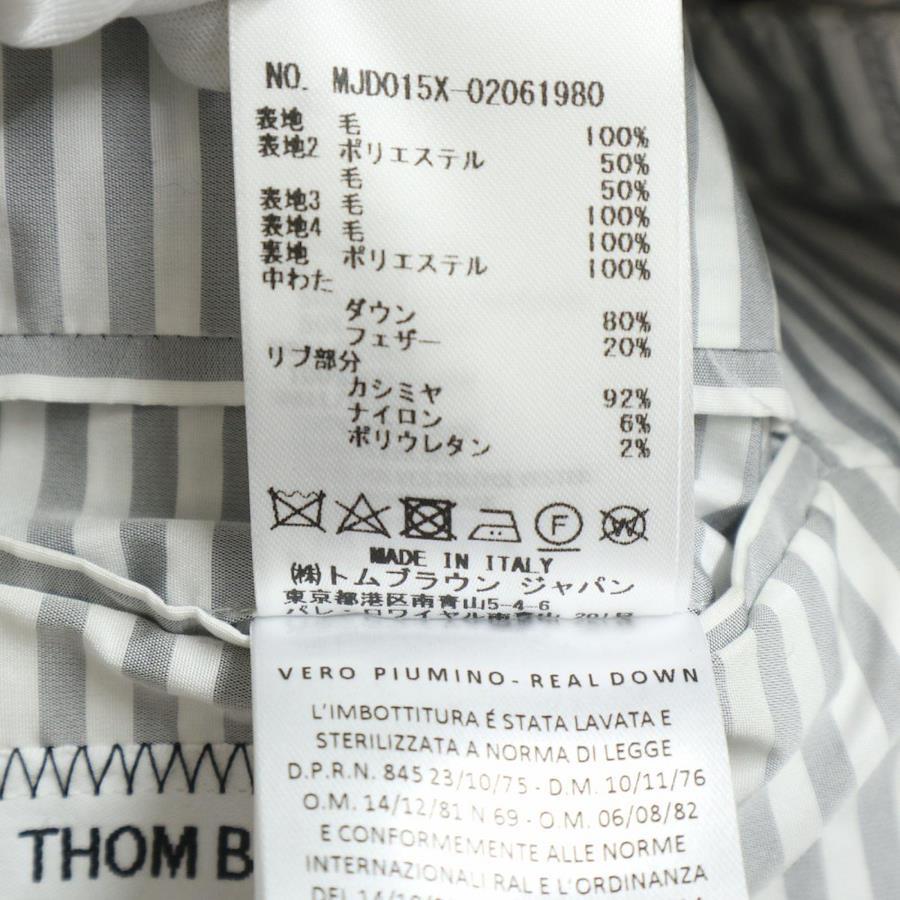 NO. MJD015X-02061980
表地 毛 100%
表地2 ポリエステル 50%
毛 50%
表地3 毛 100%
表地4 毛 100%
裏地 ポリエステル 100%
中わた
ダウン 80%
フェザー 20%
リブ部分
カシミヤ 92%
ナイロン 6%
ポリウレタン 2%
F W
MADE IN ITALY
(株)トムブラウン ジャパン
東京都港区南青山5-4-6
VERO PIUMINO - REAL DOWN
L'IMBOTTITURA É STATA LAVATA E
STERILIZZATA A NORMA DI LEGGE
D.P.R.N. 845 23/10/75 - D.M. 10/11/76
O.M. 14/12/81 N 69 - O.M. 06/08/82
E CONFORMEMENTE ALLE NORME
INTERNAZIONALI RAL E L'ORDINANZA
THOM B